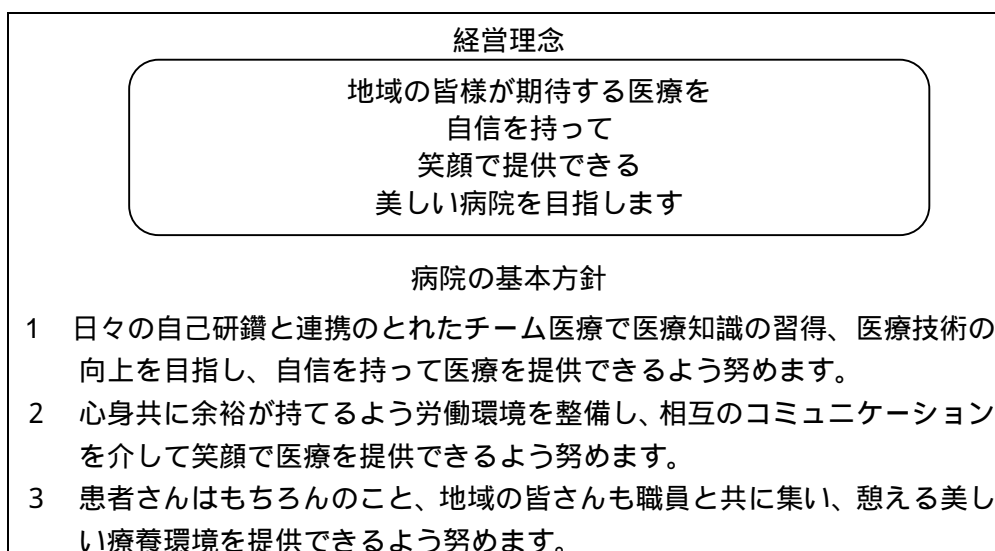 経営理念
地域の皆様が期待する医療を
自信を持って
笑顔で提供できる
美しい病院を目指します
病院の基本方針
1 日々の自己研鑽と連携のとれたチーム医療で医療知識の習得、医療技術の
向上を目指し、自信を持って医療を提供できるよう努めます。
2 心身共に余裕が持てるよう労働環境を整備し、相互のコミュニケーション
を介して笑顔で医療を提供できるよう努めます。
3 患者さんはもちろんのこと、地域の皆さんも職員と共に集い、憩える美し
い療養環境を提供できるよう努めます。